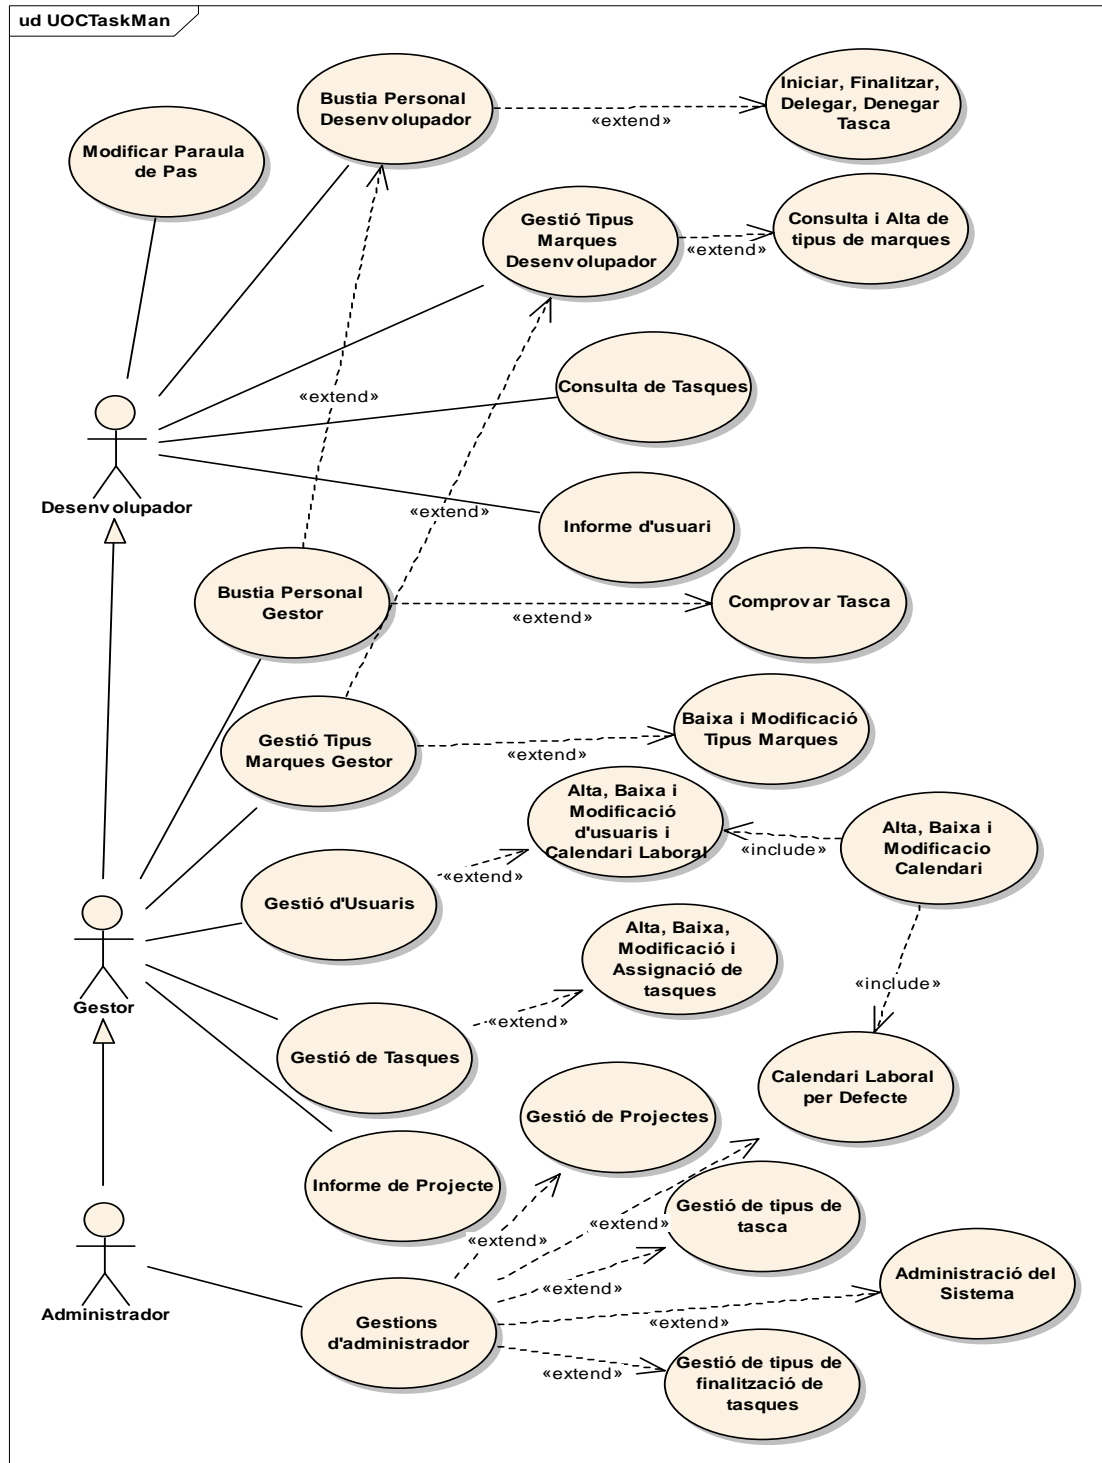 ud UOCTaskMan
Bustia Personal
Desenvolupador
«extend»
Iniciar, Finalitzar,
Delegar, Denegar
Tasca
Modificar Paraula
de Pas
Gestió Tipus
Marques
Desenvolupador
«extend»
Consulta i Alta de
tipus de marques
«extend»
Consulta de Tasques
Desenvolupador
«extend»
Informe d'usuari
Bustia Personal
Gestor
«extend»
Comprovar Tasca
Gestió Tipus
Marques Gestor
«extend»
Baixa i Modificació
Tipus Marques
Alta, Baixa i
Modificació
d'usuaris i
Calendari Laboral
«include»
Alta, Baixa i
Modificacio
Calendari
Gestió d'Usuaris
«extend»
Alta, Baixa,
Modificació i
Assignació de
tasques
«include»
Gestor
Gestió de Tasques
«extend»
Calendari Laboral
per Defecte
Gestió de Projectes
Informe de Projecte
«extend»
«extend»
Gestió de tipus de
tasca
«extend»
Administrador
Gestions
d'administrador
«extend»
Administració del
Sistema
«extend»
Gestió de tipus de
finalització de
tasques